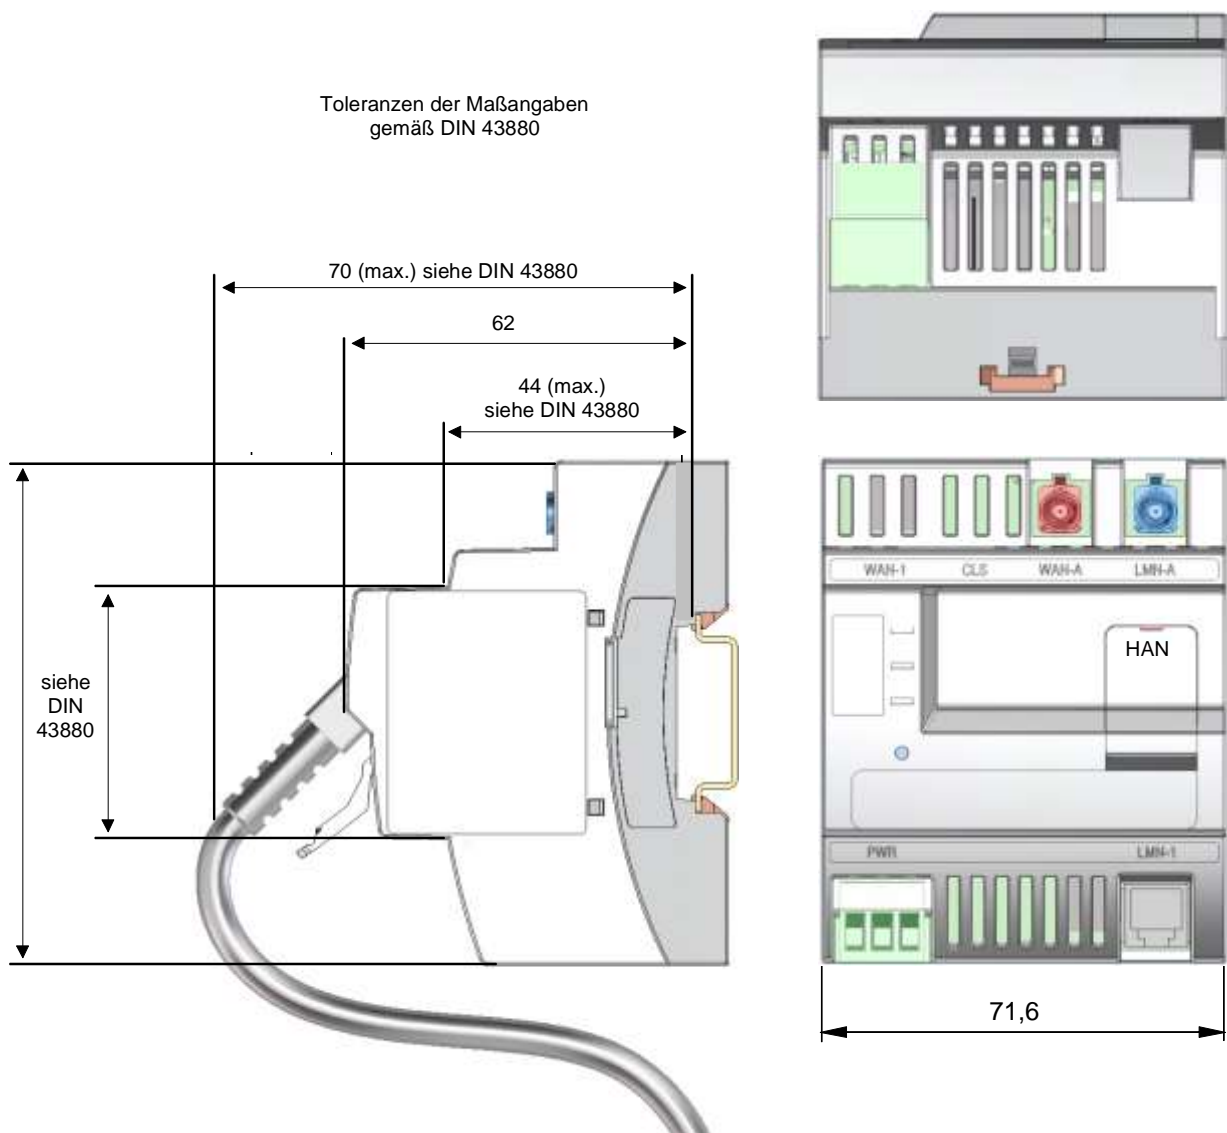 Toleranzen der Maßangaben
gemäß DIN 43880
70 (max.) siehe DIN 43880
62
44 (max.)
siehe DIN 43880
siehe
DIN
43880
WAN-1 CLS WAN-A LMN-A
HAN
PWR LMN-1
71,6